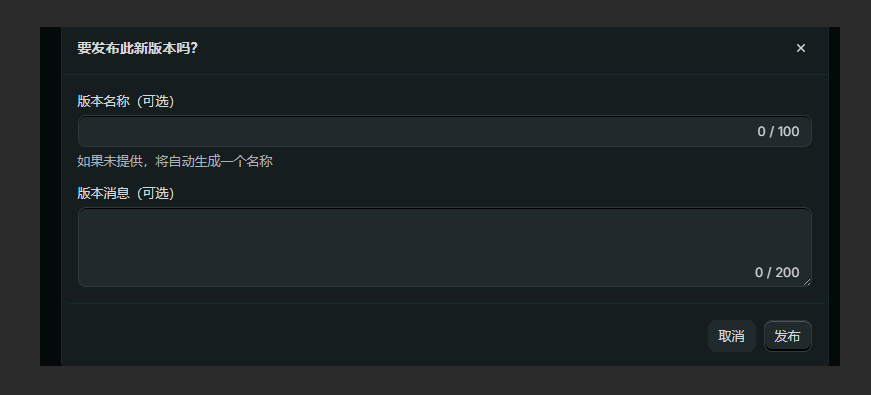 要发布此新版本吗？
版本名称（可选）
0 / 100
如果未提供，将自动生成一个名称
版本消息（可选）
0 / 200
取消 发布